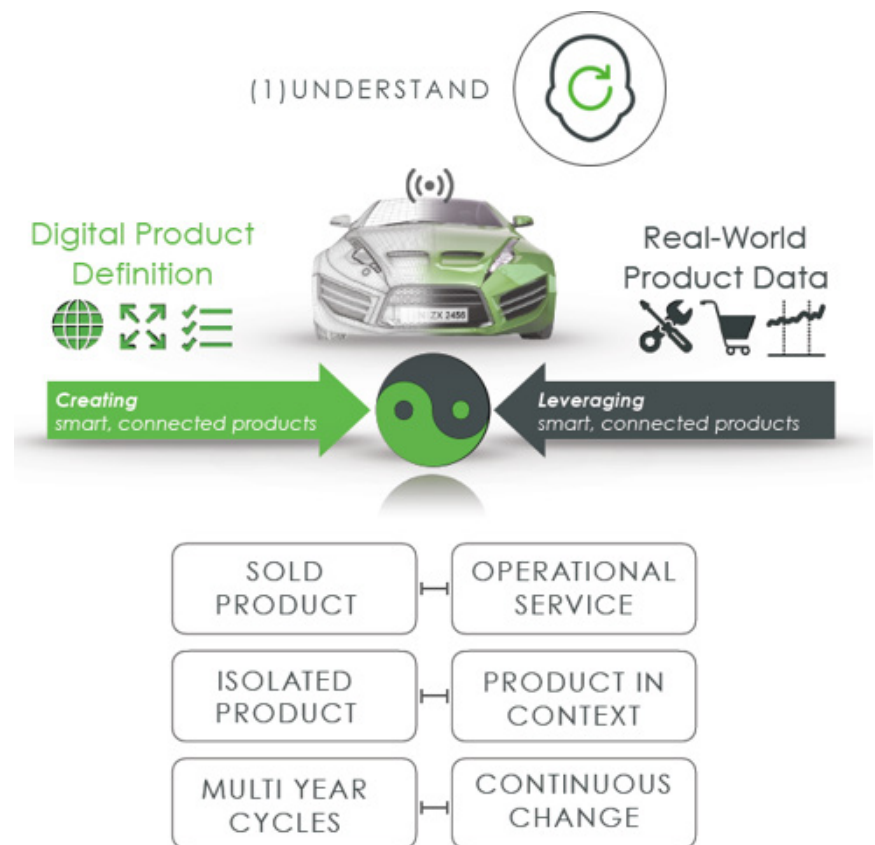 (1)UNDERSTAND
Digital Product
Definition
Real-World
Product Data
Creating
smart, connected products
Leveraging
smart, connected products
SOLD
PRODUCT
OPERATIONAL
SERVICE
ISOLATED
PRODUCT
PRODUCT IN
CONTEXT
MULTI YEAR
CYCLES
CONTINUOUS
CHANGE